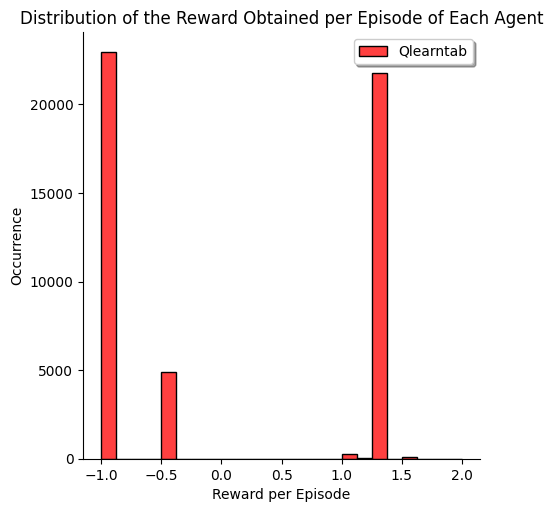 Distribution of the Reward Obtained per Episode of Each Agent
Qlearntab
20000
15000
10000
5000
0
Occurrence
−1.0 −0.5 0.0 0.5 1.0 1.5 2.0
Reward per Episode